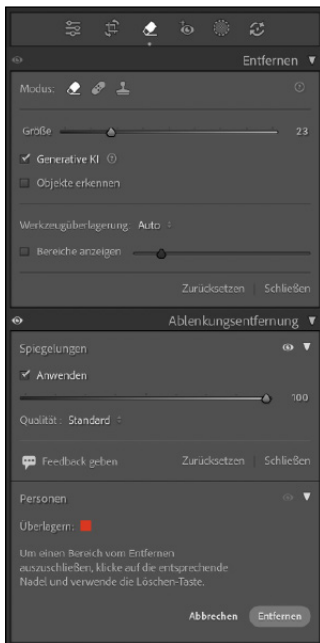 Entfernen
Modus:
Größe 23
Generative KI
Objekte erkennen
Werkzeugüberlagerung: Auto
Bereiche anzeigen
Zurücksetzen Schließen
Ablenkungsentfernung
Spiegelungen
Anwenden
100
Qualität: Standard
Feedback geben Zurücksetzen Schließen
Personen
Überlagern:
Um einen Bereich vom Entfernen
auszuschließen, klicke auf die entsprechende
Nadel und verwende die Löschen-Taste.
Abbrechen Entfernen